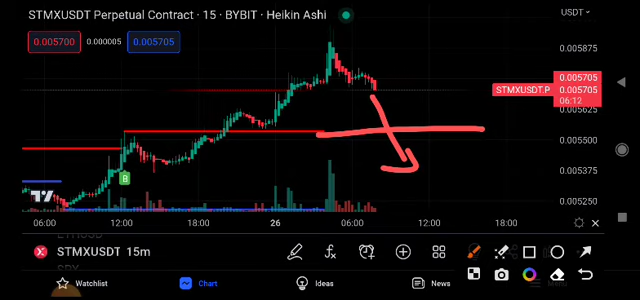 STMXUSDT Perpetual Contract · 15 · BYBIT · Heikin Ashi
USDT
0.005700
0.000005
0.005705
0.005875
STMXUSDT.P
0.005705
0.005705
06:12
0.005625
0.005500
0.005375
0.005250
B
06:00
12:00
18:00
26
06:00
12:00
18:00
STMXUSDT 15m
Watchlist
Chart
Ideas
News
Menu